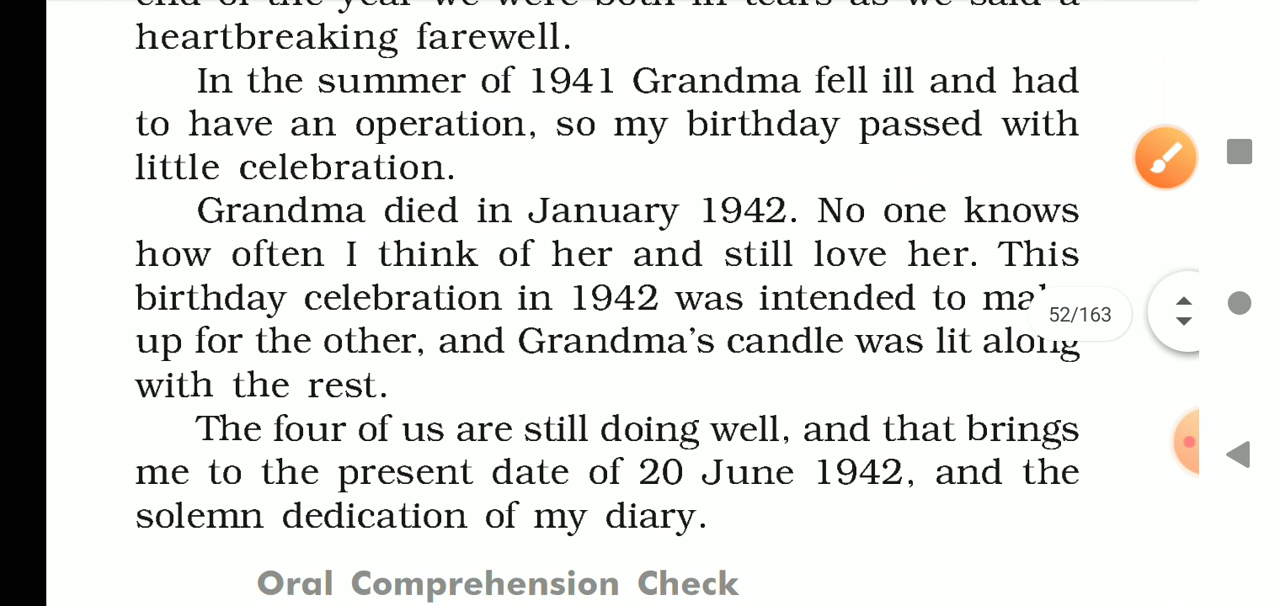 heartbreaking farewell.
In the summer of 1941 Grandma fell ill and had
to have an operation, so my birthday passed with
little celebration.
Grandma died in January 1942. No one knows
how often I think of her and still love her. This
birthday celebration in 1942 was intended to
52/163
up for the other, and Grandma's candle was lit along
with the rest.
The four of us are still doing well, and that brings
me to the present date of 20 June 1942, and the
solemn dedication of my diary.
Oral Comprehension Check